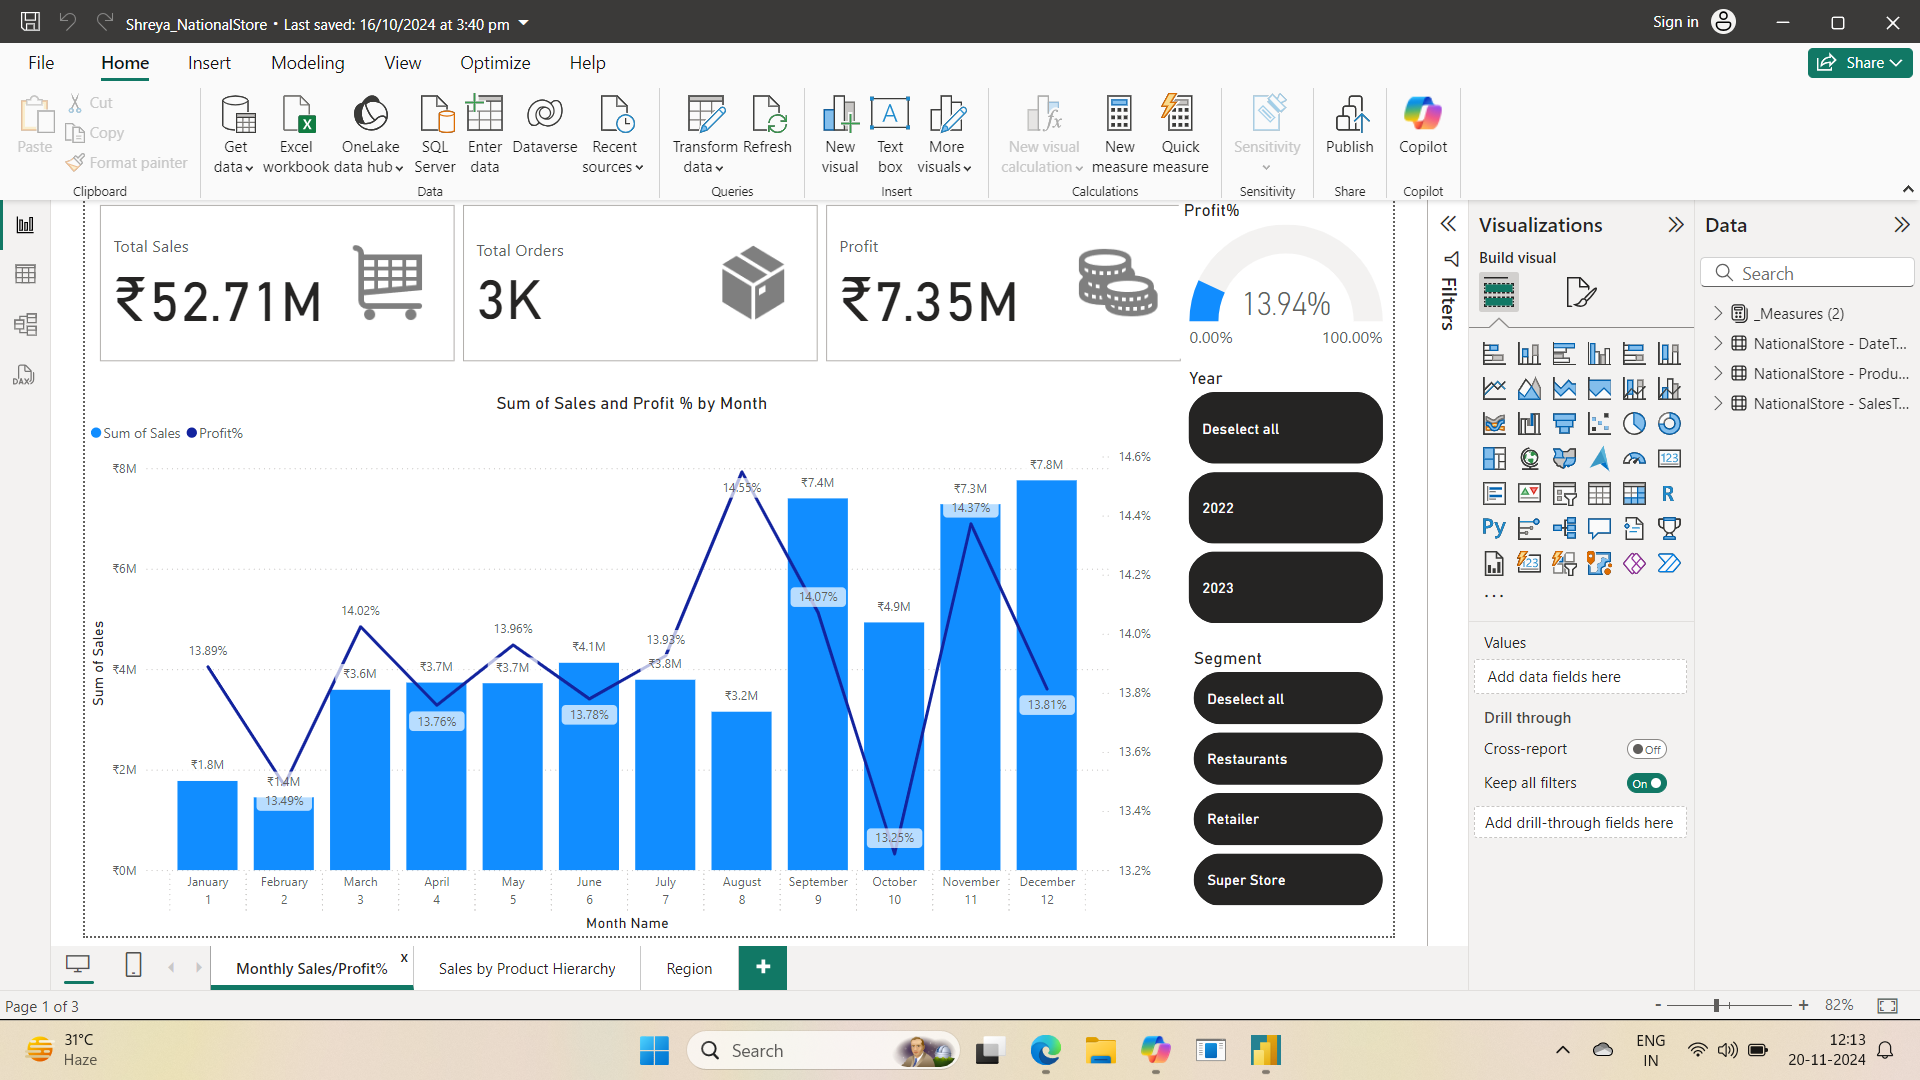 Shreya_NationalStore • Last saved: 16/10/2024 at 3:40 pm
Sign in
File Home Insert Modeling View Optimize Help
Share
Paste
Cut
Copy
Format painter
Clipboard
Get data
Excel workbook
OneLake data hub
SQL Server
Enter data
Dataverse
Recent sources
Data
Transform data
Refresh
Queries
New visual
Text box
More visuals
Insert
New visual calculation
New measure
Quick measure
Calculations
Sensitivity
Sensitivity
Publish
Share
Copilot
Copilot
DAX
Total Sales
₹52.71M
Total Orders
3K
Profit
₹7.35M
Profit%
13.94%
0.00% 100.00%
Sum of Sales and Profit % by Month
Sum of Sales Profit%
Sum of Sales
₹8M
₹6M
₹4M
₹2M
₹0M
14.6%
14.4%
14.2%
14.0%
13.8%
13.6%
13.4%
13.2%
₹1.8M ₹1.4M ₹3.6M ₹3.7M ₹3.7M ₹4.1M ₹3.8M ₹3.2M ₹7.4M ₹4.9M ₹7.3M ₹7.8M
13.89% 13.49% 14.02% 13.76% 13.96% 13.78% 13.93% 14.55% 14.07% 13.25% 14.37% 13.81%
January February March April May June July August September October November December
1 2 3 4 5 6 7 8 9 10 11 12
Month Name
Year
Deselect all
2022
2023
Segment
Deselect all
Restaurants
Retailer
Super Store
Filters
Visualizations
Build visual
123
R
Py
123
...
Values
Add data fields here
Drill through
Cross-report Off
Keep all filters On
Add drill-through fields here
Data
Search
_Measures (2)
NationalStore - DateT...
NationalStore - Produ...
NationalStore - SalesT...
Monthly Sales/Profit% x
Sales by Product Hierarchy
Region
+
Page 1 of 3
- + 82%
31°C
Haze
Search
ENG
IN
12:13
20-11-2024